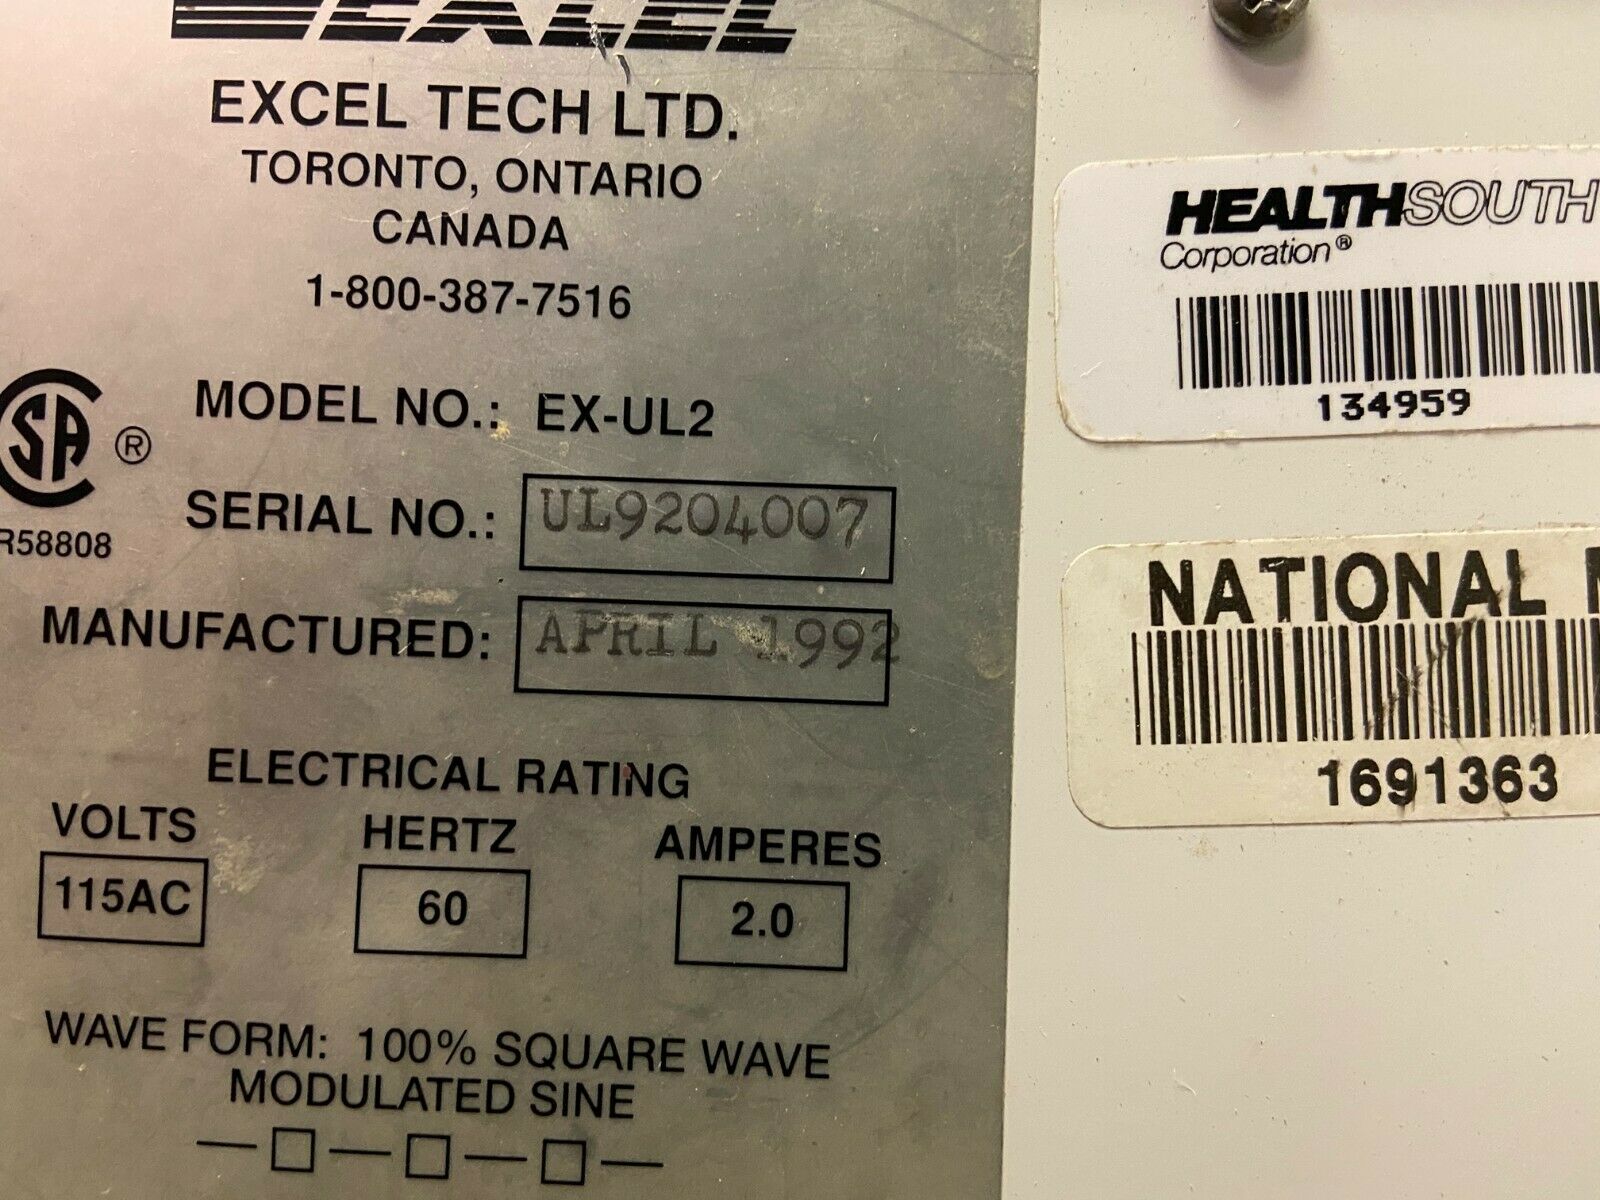 EXCEL
EXCEL TECH LTD.
TORONTO, ONTARIO
CANADA
1-800-387-7516
SA ®
R58808
MODEL NO.: EX-UL2
SERIAL NO.: UL9204007
MANUFACTURED: APRIL 1992
ELECTRICAL RATING
VOLTS HERTZ AMPERES
115AC 60 2.0
WAVE FORM: 100% SQUARE WAVE
MODULATED SINE
HEALTHSOUTH
Corporation®
134959
NATIONAL
1691363